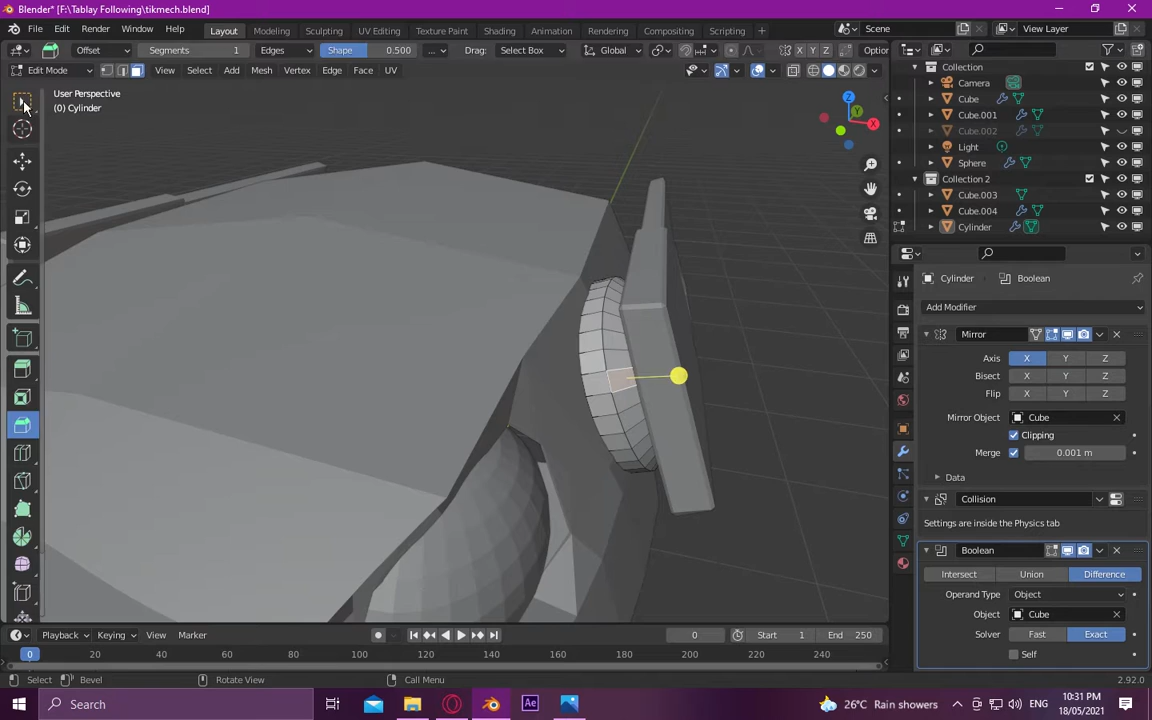 Blender* [F:\Tablay Following\tikmech.blend]
File Edit Render Window Help Layout Modeling Sculpting UV Editing Texture Paint Shading Animation Rendering Compositing Scripting + Scene View Layer
Offset Segments 1 Edges Shape 0.500 ... Drag: Select Box Global X Y Z Option
Edit Mode View Select Add Mesh Vertex Edge Face UV
User Perspective
(0) Cylinder
Z
Y
X
Collection
Camera
Cube
Cube.001
Cube.002
Light
Sphere
Collection 2
Cube.003
Cube.004
Cylinder
Cylinder Boolean
Add Modifier
Mirror
Axis X Y Z
Bisect X Y Z
Flip X Y Z
Mirror Object Cube
Clipping
Merge 0.001 m
Data
Collision
Settings are inside the Physics tab
Boolean
Intersect Union Difference
Operand Type Object
Object Cube
Solver Fast Exact
Self
Playback Keying View Marker 0 Start 1 End 250
0 20 40 60 80 100 120 140 160 180 200 220 240
Select Bevel Rotate View Call Menu 2.92.0
Search Ae 26°C Rain showers ENG 10:31 PM
18/05/2021